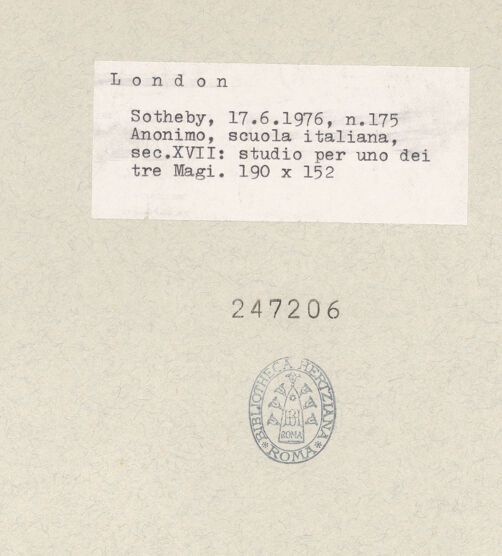 London
Sotheby, 17.6.1976, n.175
Anonimo, scuola italiana,
sec.XVII: studio per uno dei
tre Magi. 190 x 152
247206
BIBLIOTHECA HERTZIANA
ROMA
* ROMA *